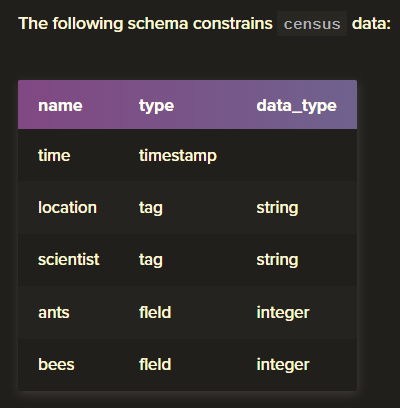 The following schema constrains census data:
name type data_type
time timestamp
location tag string
scientist tag string
ants field integer
bees field integer